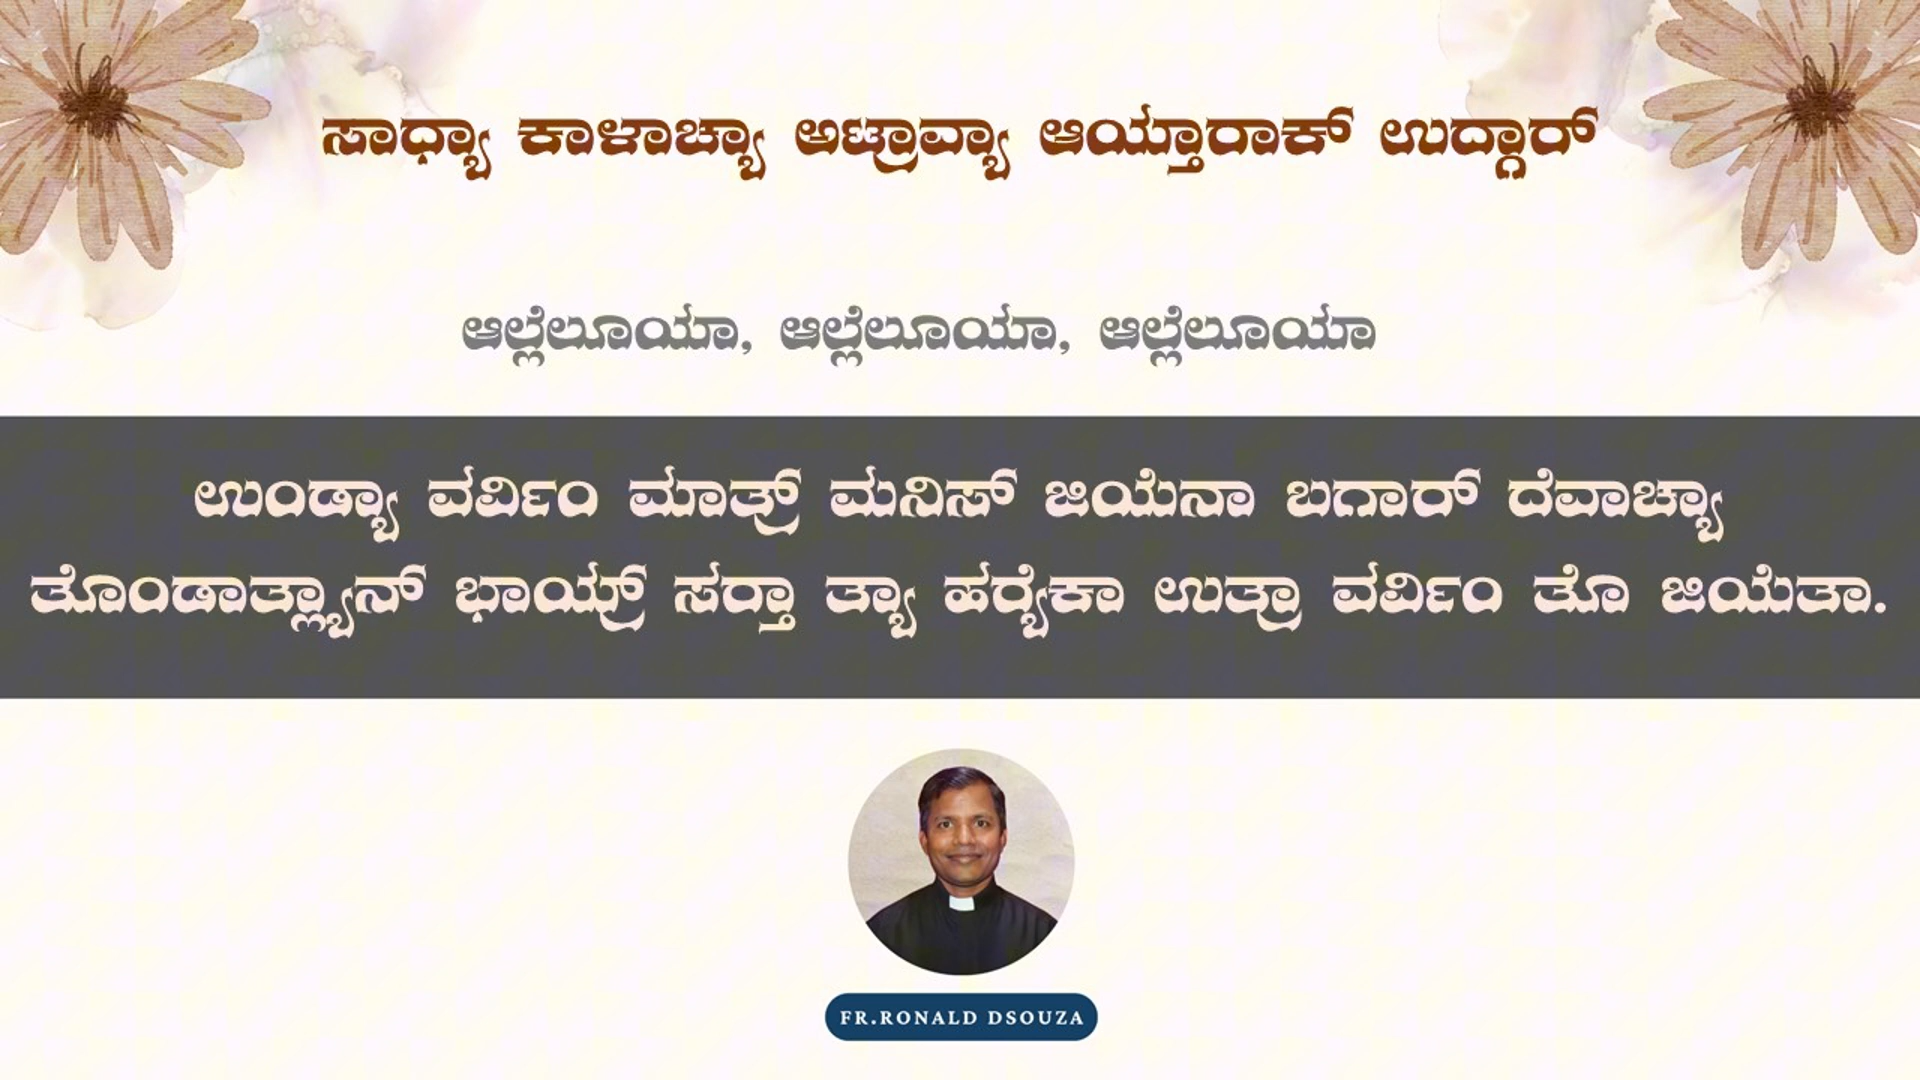 ಸಾಧ್ಯಾ ಕಾಳಾಚ್ಯಾ ಅಟ್ರಾವ್ಯಾ ಆಯ್ತಾರಾಕ್ ಉದ್ಗಾರ್
ಆಲ್ಲೆಲೂಯಾ, ಆಲ್ಲೆಲೂಯಾ, ಆಲ್ಲೆಲೂಯಾ
ಉಂಡ್ಯಾ ವರ್ವಿಂ ಮಾತ್ರ್ ಮನಿಸ್ ಜಿಯೆನಾ ಬಗಾರ್ ದೆವಾಚ್ಯಾ
ತೊಂಡಾತ್ಲ್ಯಾನ್ ಭಾಯ್ರ್ ಸರ‍್ತಾ ತ್ಯಾ ಹರ‍್ಯೆಕಾ ಉತ್ರಾ ವರ್ವಿಂ ತೊ ಜಿಯೆತಾ.
FR.RONALD DSOUZA